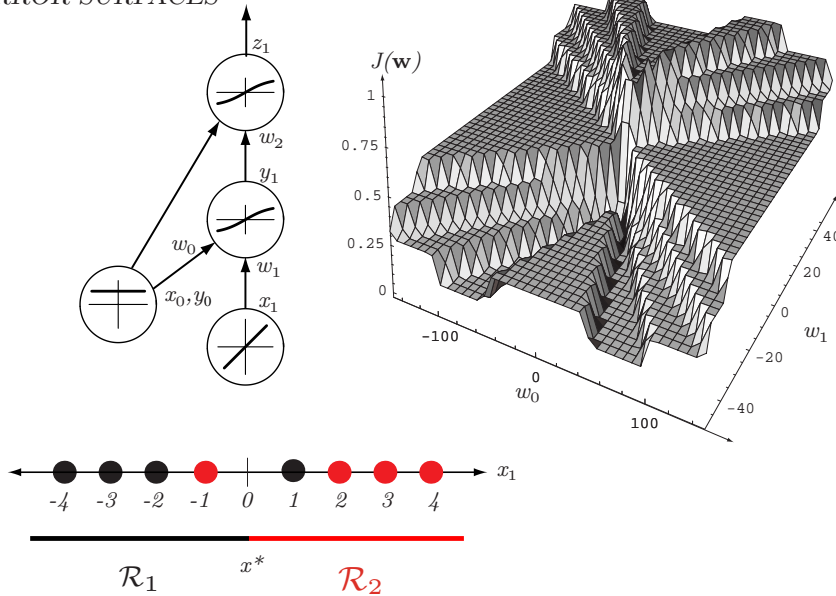 z₁
w₂
y₁
w₀
w₁
x₀, y₀
x₁
J(w)
1
0.75
0.5
0.25
0
-100
0
100
w₀
40
20
0
-20
-40
w₁
x₁
-4 -3 -2 -1 0 1 2 3 4
x*
R₁
R₂